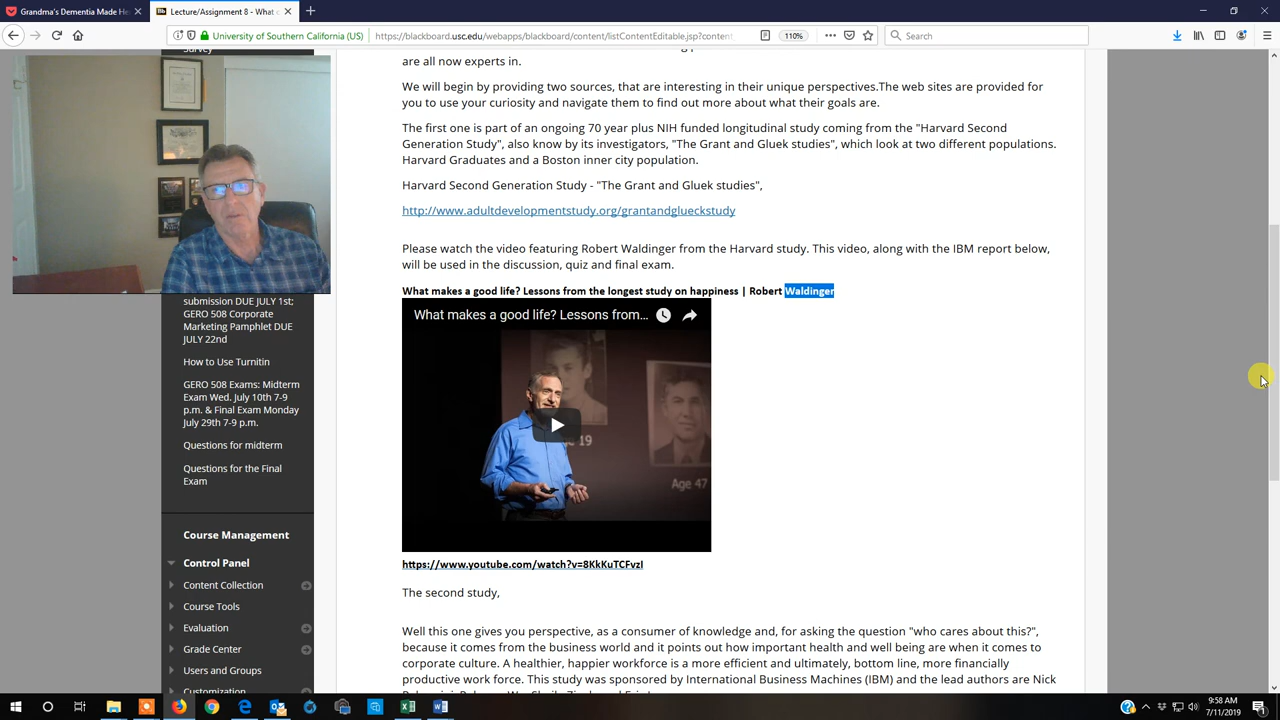 Grandma's Dementia Made He
Lecture/Assignment 8 - What
University of Southern California (US)
https://blackboard.usc.edu/webapps/blackboard/content/listContentEditable.jsp?conten
110%
Search
Survey
are all now experts in.
We will begin by providing two sources, that are interesting in their unique perspectives.The web sites are provided for
you to use your curiosity and navigate them to find out more about what their goals are.
The first one is part of an ongoing 70 year plus NIH funded longitudinal study coming from the "Harvard Second
Generation Study", also know by its investigators, "The Grant and Gluek studies", which look at two different populations.
Harvard Graduates and a Boston inner city population.
Harvard Second Generation Study - "The Grant and Gluek studies",
http://www.adultdevelopmentstudy.org/grantandglueckstudy
Please watch the video featuring Robert Waldinger from the Harvard study. This video, along with the IBM report below,
will be used in the discussion, quiz and final exam.
What makes a good life? Lessons from the longest study on happiness | Robert Waldinger
What makes a good life? Lessons from...
Age 19
Age 47
https://www.youtube.com/watch?v=8KkKuTCFvzI
The second study,
Well this one gives you perspective, as a consumer of knowledge and, for asking the question "who cares about this?",
because it comes from the business world and it points out how important health and well being are when it comes to
corporate culture. A healthier, happier workforce is a more efficient and ultimately, bottom line, more financially
productive work force. This study was sponsored by International Business Machines (IBM) and the lead authors are Nick
submission DUE JULY 1st;
GERO 508 Corporate
Marketing Pamphlet DUE
JULY 22nd
How to Use Turnitin
GERO 508 Exams: Midterm
Exam Wed. July 10th 7-9
p.m. & Final Exam Monday
July 29th 7-9 p.m.
Questions for midterm
Questions for the Final
Exam
Course Management
Control Panel
Content Collection
Course Tools
Evaluation
Grade Center
Users and Groups
Customization
9:58 AM
7/11/2019